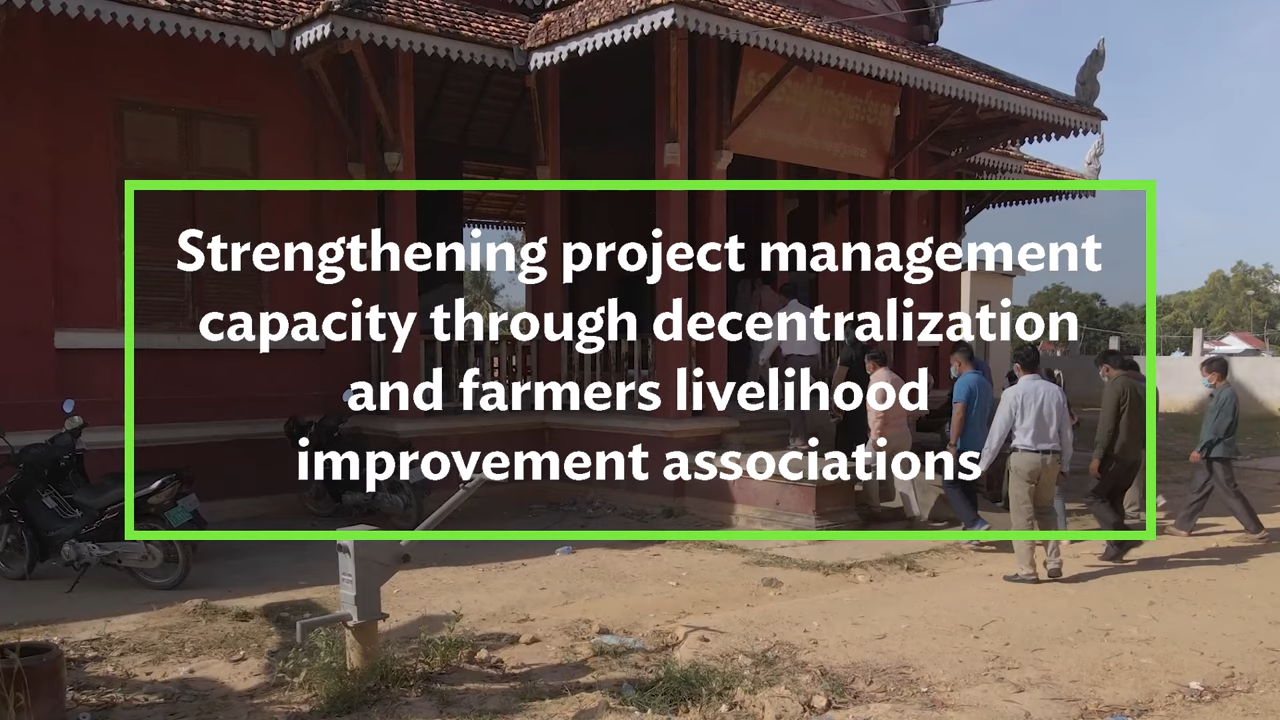 Strengthening project management
capacity through decentralization
and farmers livelihood
improvement associations